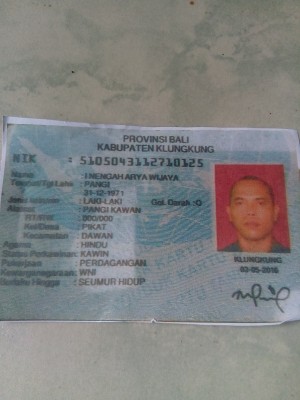 PROVINSI BALI
KABUPATEN KLUNGKUNG
NIK : 5105043112710125
Nama : I NENGAH ARYA WIJAYA
Tempat/Tgl Lahir : PANGI
31-12-1971
Jenis kelamin : LAKI-LAKI Gol. Darah :O
Alamat : PANGI KAWAN
RT/RW : 000/000
Kel/Desa : PIKAT
Kecamatan : DAWAN
Agama : HINDU
Status Perkawinan: KAWIN
Pekerjaan : PERDAGANGAN
Kewarganegaraan: WNI
Berlaku Hingga : SEUMUR HIDUP
KLUNGKUNG
03-05-2016